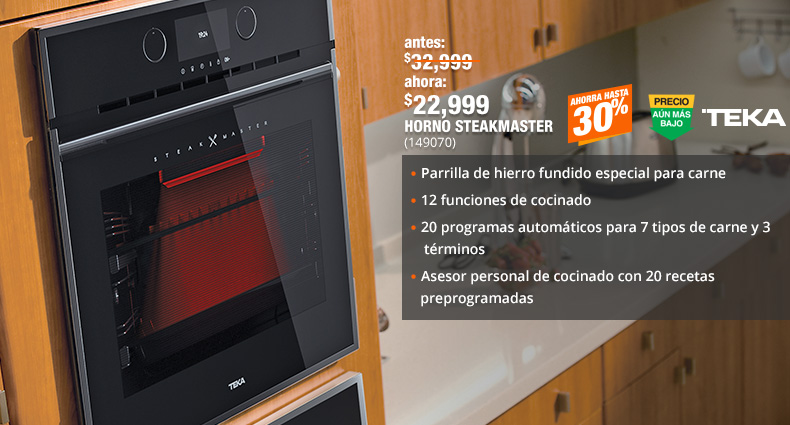 antes:
$32,999
ahora:
$22,999
HORNO STEAKMASTER
(149070)
AHORRA HASTA
30%
PRECIO
AÚN MÁS
BAJO
TEKA
• Parrilla de hierro fundido especial para carne
• 12 funciones de cocinado
• 20 programas automáticos para 7 tipos de carne y 3
términos
• Asesor personal de cocinado con 20 recetas
preprogramadas
STEAK MASTER
TEKA